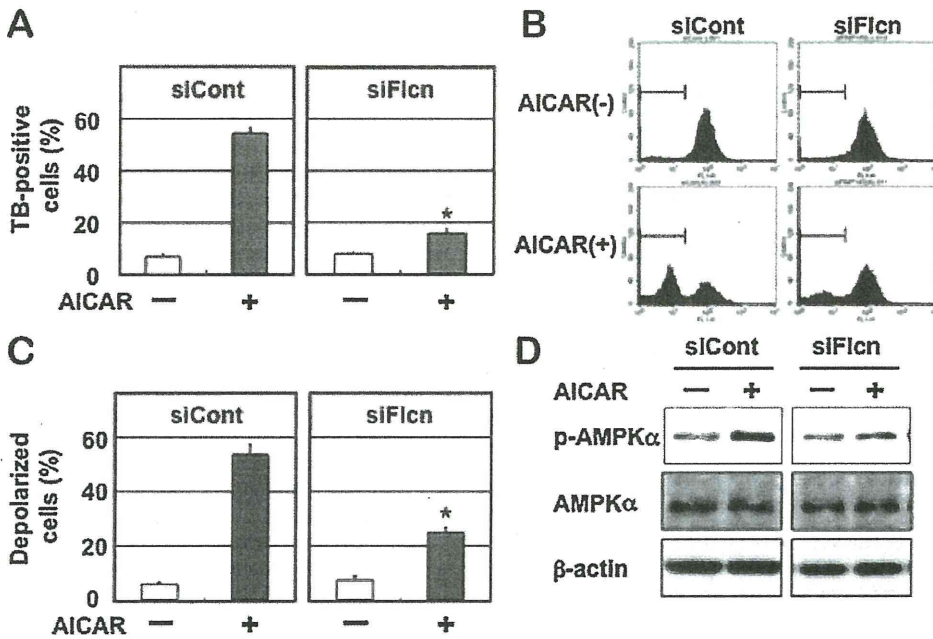 A
siCont
siFlcn
TB-positive
cells (%)
60
40
20
0
AICAR
—
+
*
—
+
B
siCont
siFlcn
AICAR(-)
AICAR(+)
C
siCont
siFlcn
Depolarized
cells (%)
60
40
20
0
AICAR
—
+
*
—
+
D
siCont
siFlcn
AICAR
—
+
—
+
p-AMPKα
AMPKα
β-actin